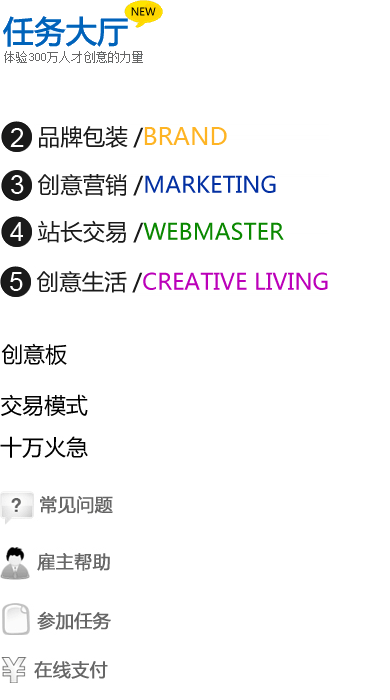 任务大厅 NEW
体验300万人才创意的力量
2 品牌包装 /BRAND
3 创意营销 /MARKETING
4 站长交易 /WEBMASTER
5 创意生活 /CREATIVE LIVING
创意板
交易模式
十万火急
? 常见问题
雇主帮助
参加任务
¥ 在线支付